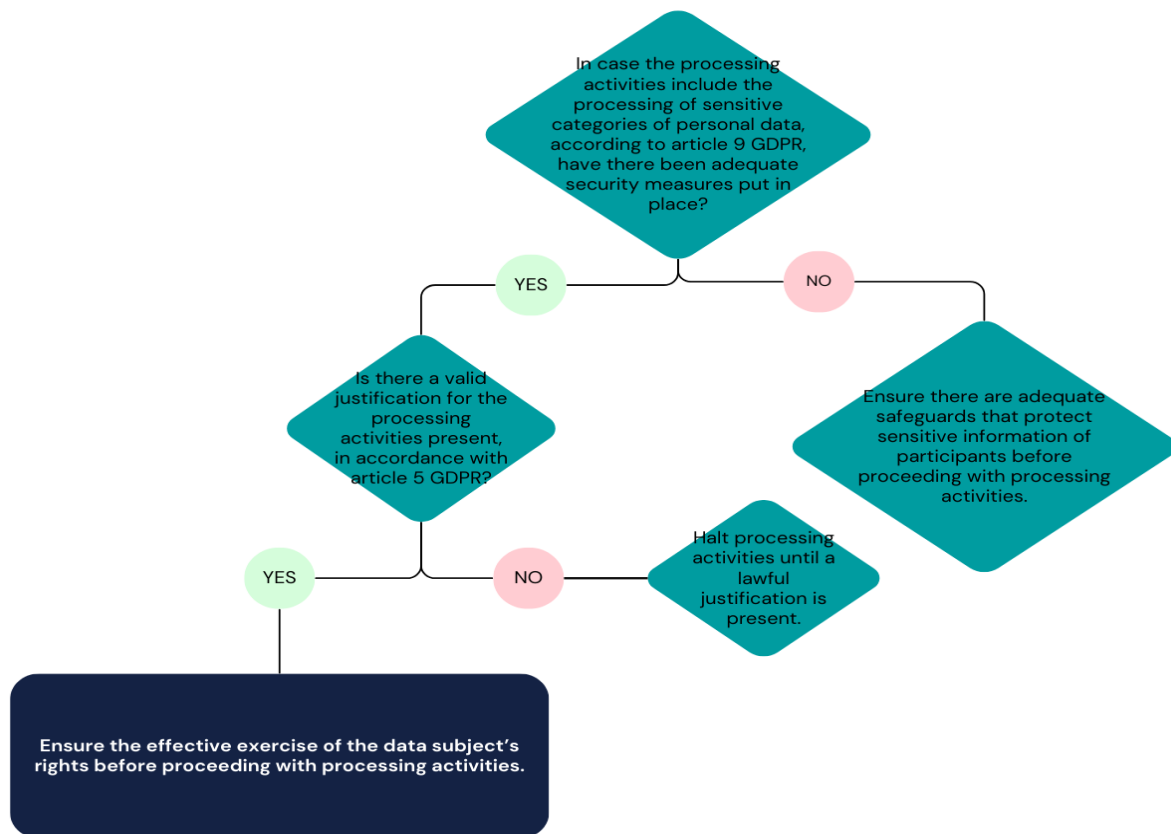 In case the processing
activities include the
processing of sensitive
categories of personal data,
according to article 9 GDPR,
have there been adequate
security measures put in
place?
YES
NO
Is there a valid
justification for the
processing
activities present,
in accordance with
article 5 GDPR?
Ensure there are adequate
safeguards that protect
sensitive information of
participants before
proceeding with processing
activities.
YES
NO
Halt processing
activities until a
lawful
justification is
present.
Ensure the effective exercise of the data subject's
rights before proceeding with processing activities.